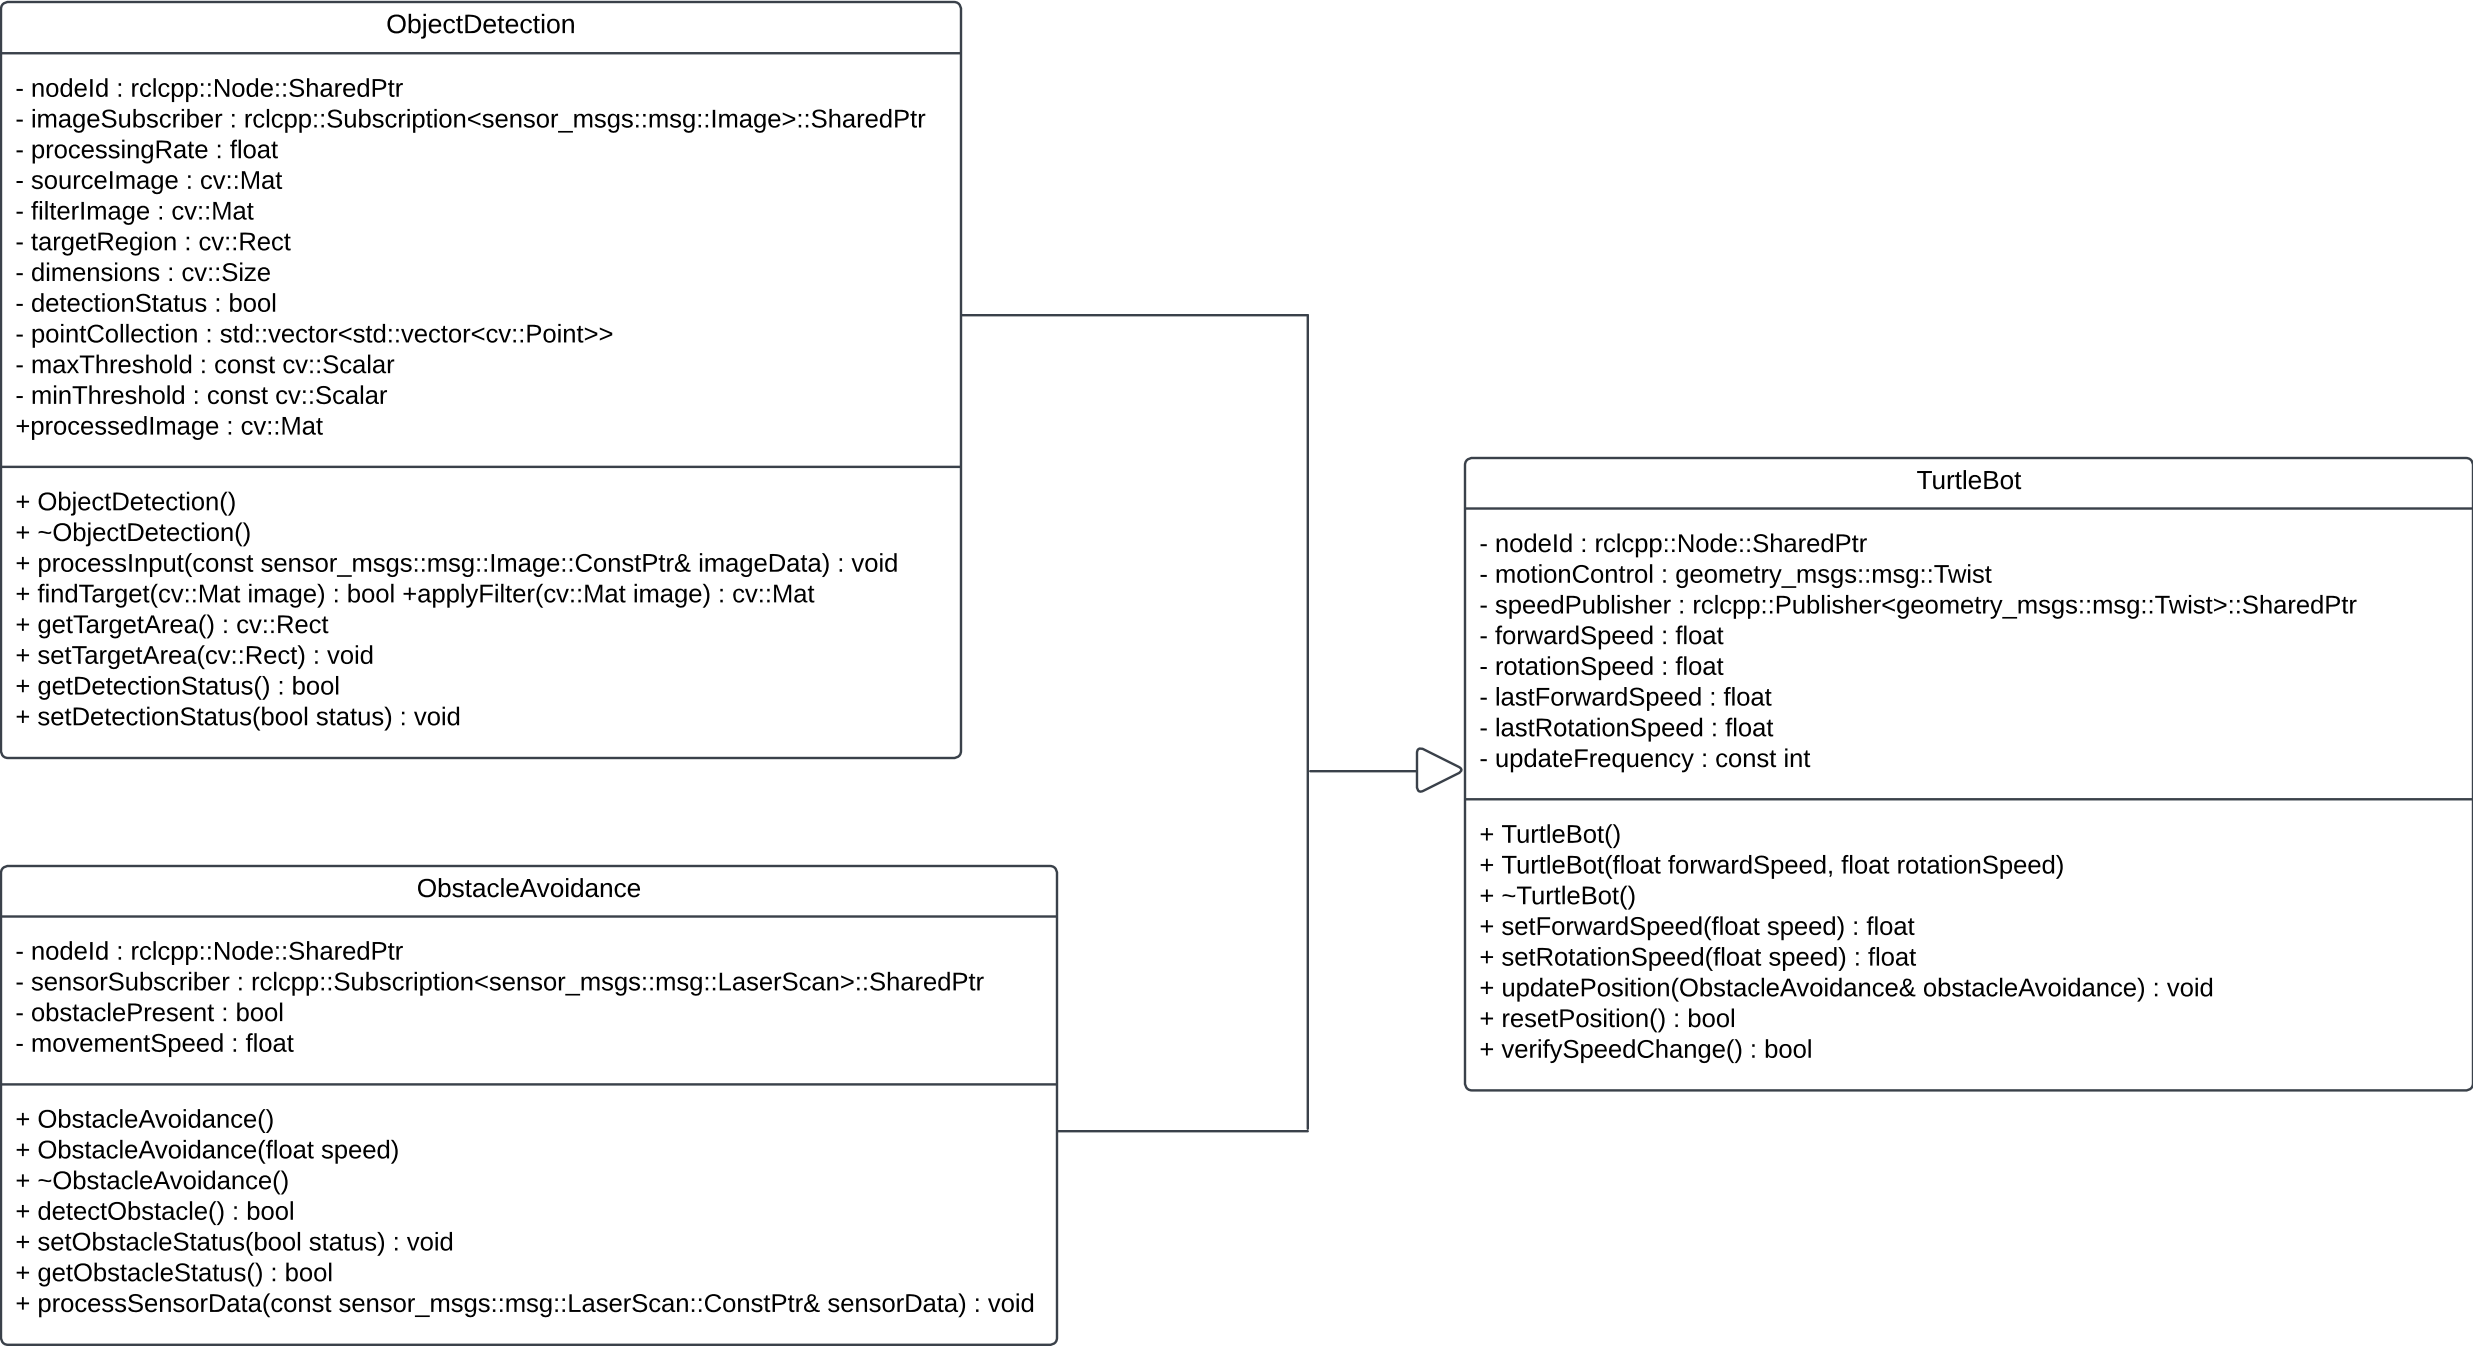 ObjectDetection
- nodeId : rclcpp::Node::SharedPtr
- imageSubscriber : rclcpp::Subscription<sensor_msgs::msg::Image>::SharedPtr
- processingRate : float
- sourceImage : cv::Mat
- filterImage : cv::Mat
- targetRegion : cv::Rect
- dimensions : cv::Size
- detectionStatus : bool
- pointCollection : std::vector<std::vector<cv::Point>>
- maxThreshold : const cv::Scalar
- minThreshold : const cv::Scalar
+processedImage : cv::Mat
+ ObjectDetection()
+ ~ObjectDetection()
+ processInput(const sensor_msgs::msg::Image::ConstPtr& imageData) : void
+ findTarget(cv::Mat image) : bool +applyFilter(cv::Mat image) : cv::Mat
+ getTargetArea() : cv::Rect
+ setTargetArea(cv::Rect) : void
+ getDetectionStatus() : bool
+ setDetectionStatus(bool status) : void
ObstacleAvoidance
- nodeId : rclcpp::Node::SharedPtr
- sensorSubscriber : rclcpp::Subscription<sensor_msgs::msg::LaserScan>::SharedPtr
- obstaclePresent : bool
- movementSpeed : float
+ ObstacleAvoidance()
+ ObstacleAvoidance(float speed)
+ ~ObstacleAvoidance()
+ detectObstacle() : bool
+ setObstacleStatus(bool status) : void
+ getObstacleStatus() : bool
+ processSensorData(const sensor_msgs::msg::LaserScan::ConstPtr& sensorData) : void
TurtleBot
- nodeId : rclcpp::Node::SharedPtr
- motionControl : geometry_msgs::msg::Twist
- speedPublisher : rclcpp::Publisher<geometry_msgs::msg::Twist>::SharedPtr
- forwardSpeed : float
- rotationSpeed : float
- lastForwardSpeed : float
- lastRotationSpeed : float
- updateFrequency : const int
+ TurtleBot()
+ TurtleBot(float forwardSpeed, float rotationSpeed)
+ ~TurtleBot()
+ setForwardSpeed(float speed) : float
+ setRotationSpeed(float speed) : float
+ updatePosition(ObstacleAvoidance& obstacleAvoidance) : void
+ resetPosition() : bool
+ verifySpeedChange() : bool